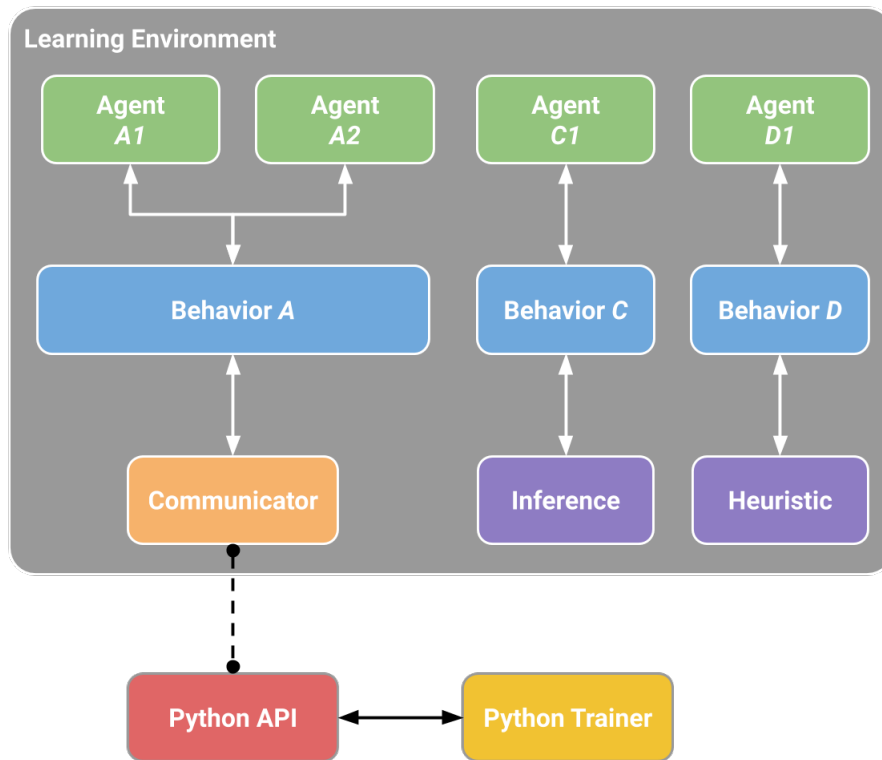 Learning Environment
Agent
A1
Agent
A2
Agent
C1
Agent
D1
Behavior A
Behavior C
Behavior D
Communicator
Inference
Heuristic
Python API
Python Trainer